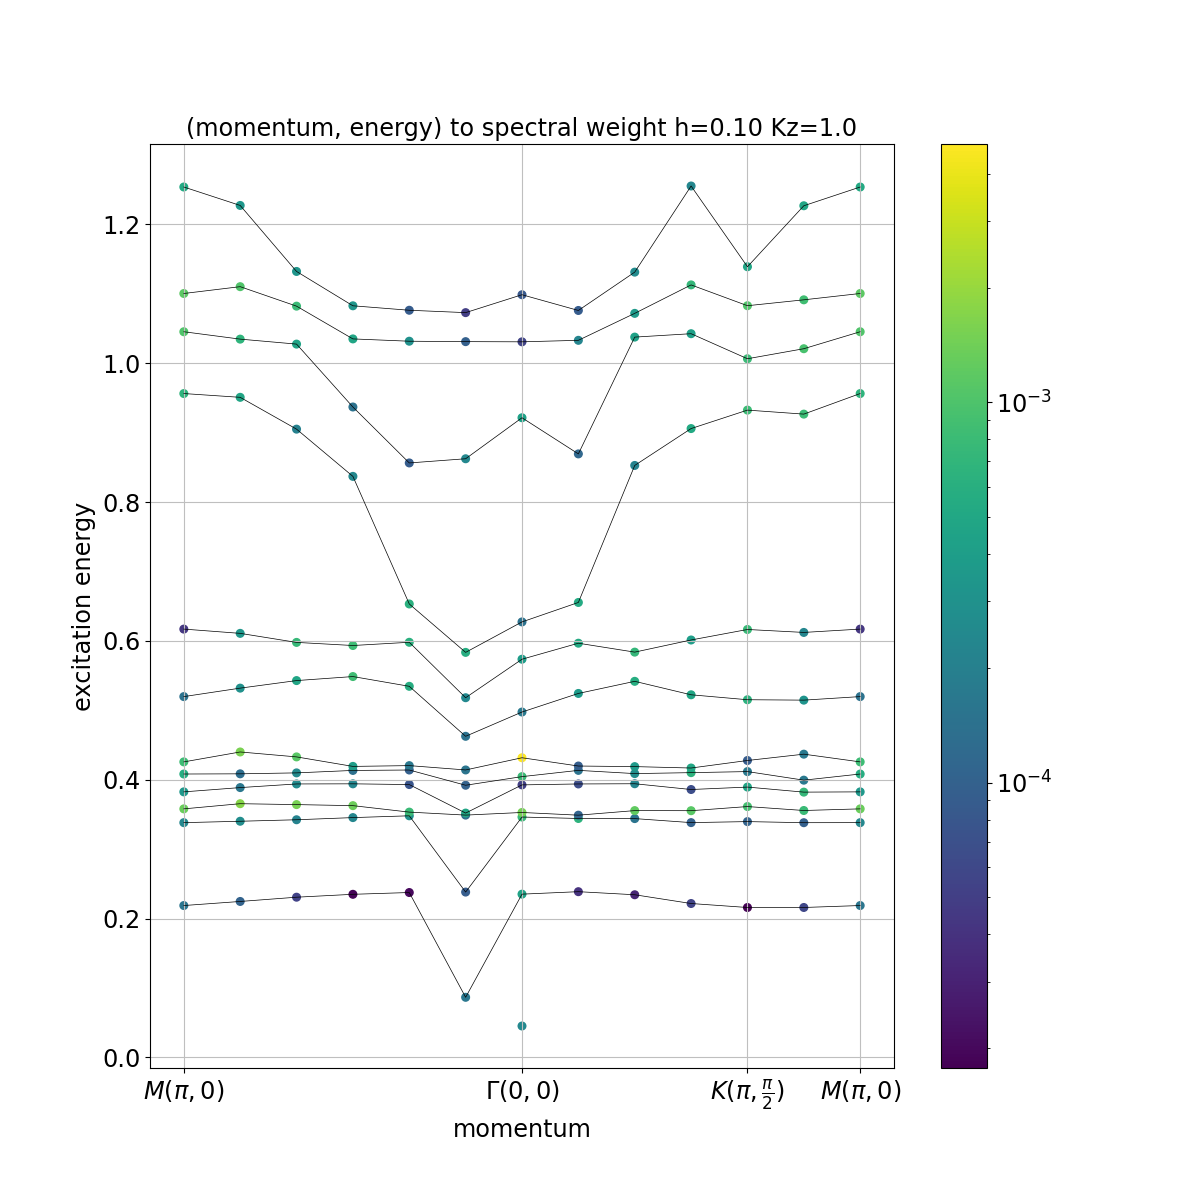 (momentum, energy) to spectral weight h=0.10 Kz=1.0
excitation energy
1.2
1.0
0.8
0.6
0.4
0.2
0.0
M(π, 0)
Γ(0, 0)
K(π, π/2)
M(π, 0)
momentum
10⁻³
10⁻⁴